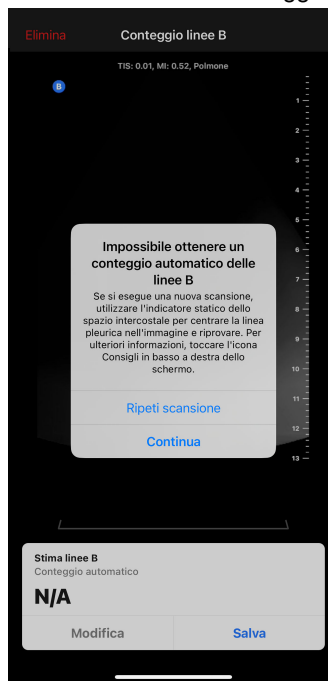 Elimina
Conteggio linee B
TIS: 0.01, MI: 0.52, Polmone
B
1
2
3
4
5
6
7
8
9
10
11
12
13
Impossibile ottenere un
conteggio automatico delle
linee B
Se si esegue una nuova scansione,
utilizzare l'indicatore statico dello
spazio intercostale per centrare la linea
pleurica nell'immagine e riprovare. Per
ulteriori informazioni, toccare l'icona
Consigli in basso a destra dello
schermo.
Ripeti scansione
Continua
Stima linee B
Conteggio automatico
N/A
Modifica
Salva